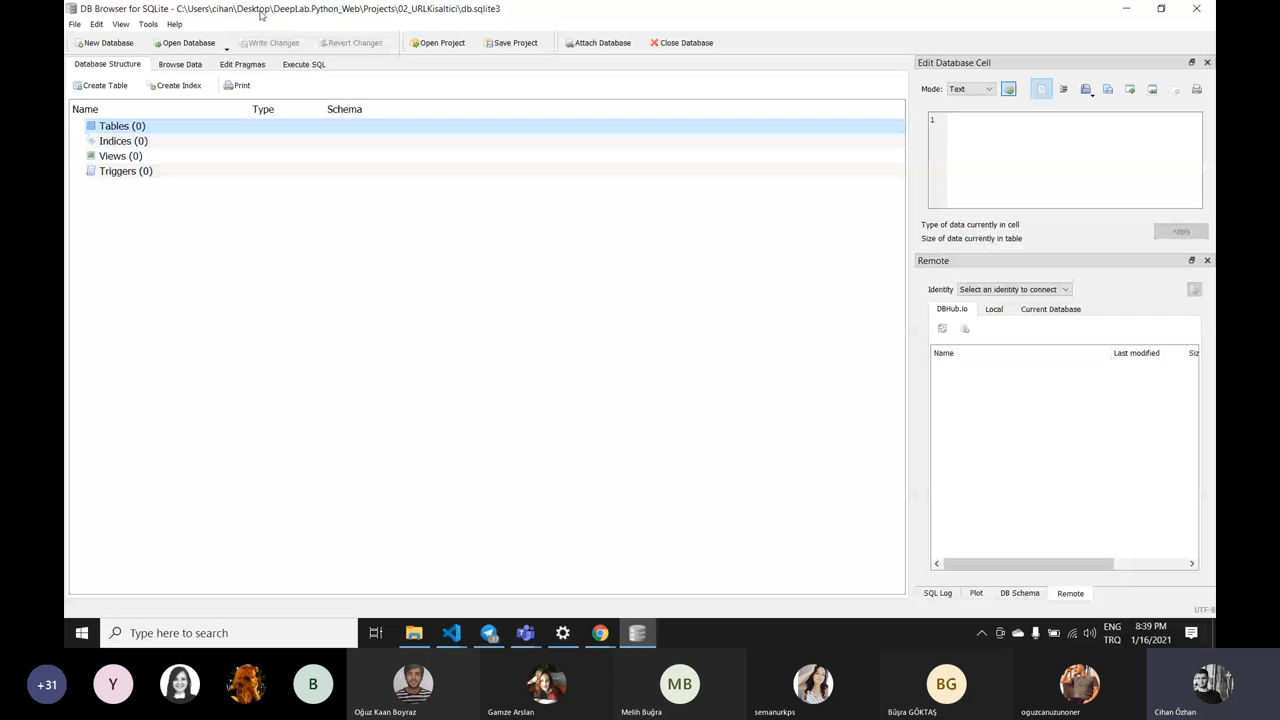 DB Browser for SQLite - C:\Users\cihan\Desktop\DeepLab.Python_Web\Projects\02_URLKisaltici\db.sqlite3
File Edit View Tools Help
New Database Open Database Write Changes Revert Changes Open Project Save Project Attach Database Close Database
Database Structure Browse Data Edit Pragmas Execute SQL
Create Table Create Index Print
Name Type Schema
Tables (0)
Indices (0)
Views (0)
Triggers (0)
Edit Database Cell
Mode: Text
1
Type of data currently in cell
Size of data currently in table
Apply
Remote
Identity Select an identity to connect
DBHub.io Local Current Database
Name Last modified Siz
SQL Log Plot DB Schema Remote
UTF-8
Type here to search
ENG
TRQ
8:39 PM
1/16/2021
+31 Y B MB BG
Oğuz Kaan Boyraz Gamze Arslan Melih Buğra semanurkps Büşra GÖKTAŞ oguzcanuzunoner Cihan Özhan